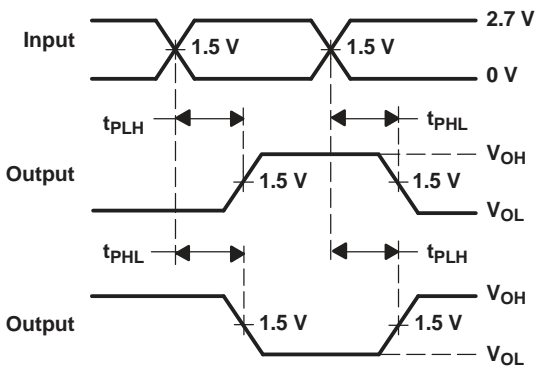 2.7 V
Input
1.5 V
1.5 V
0 V
tPLH
tPHL
VOH
Output
1.5 V
1.5 V
VOL
tPHL
tPLH
VOH
Output
1.5 V
1.5 V
VOL